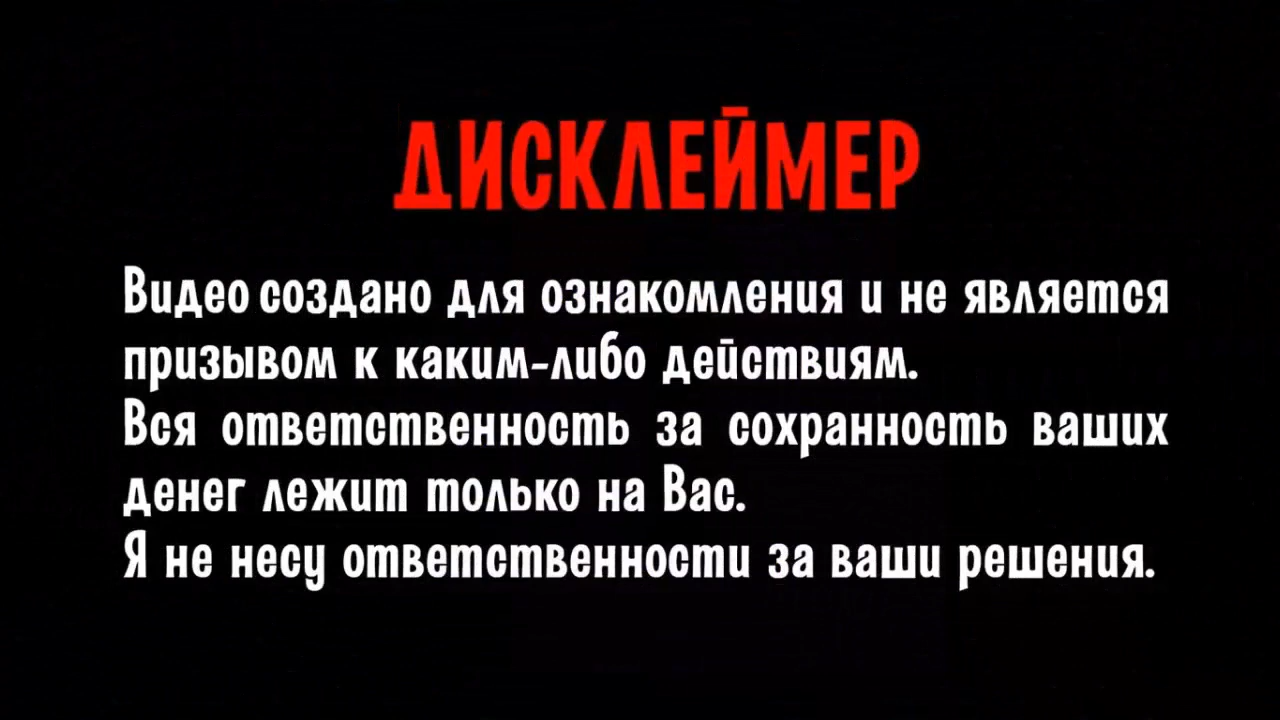 ДИСКЛЕЙМЕР
Видео создано для ознакомления и не является
призывом к каким-либо действиям.
Вся ответственность за сохранность ваших
денег лежит только на Вас.
Я не несу ответственности за ваши решения.